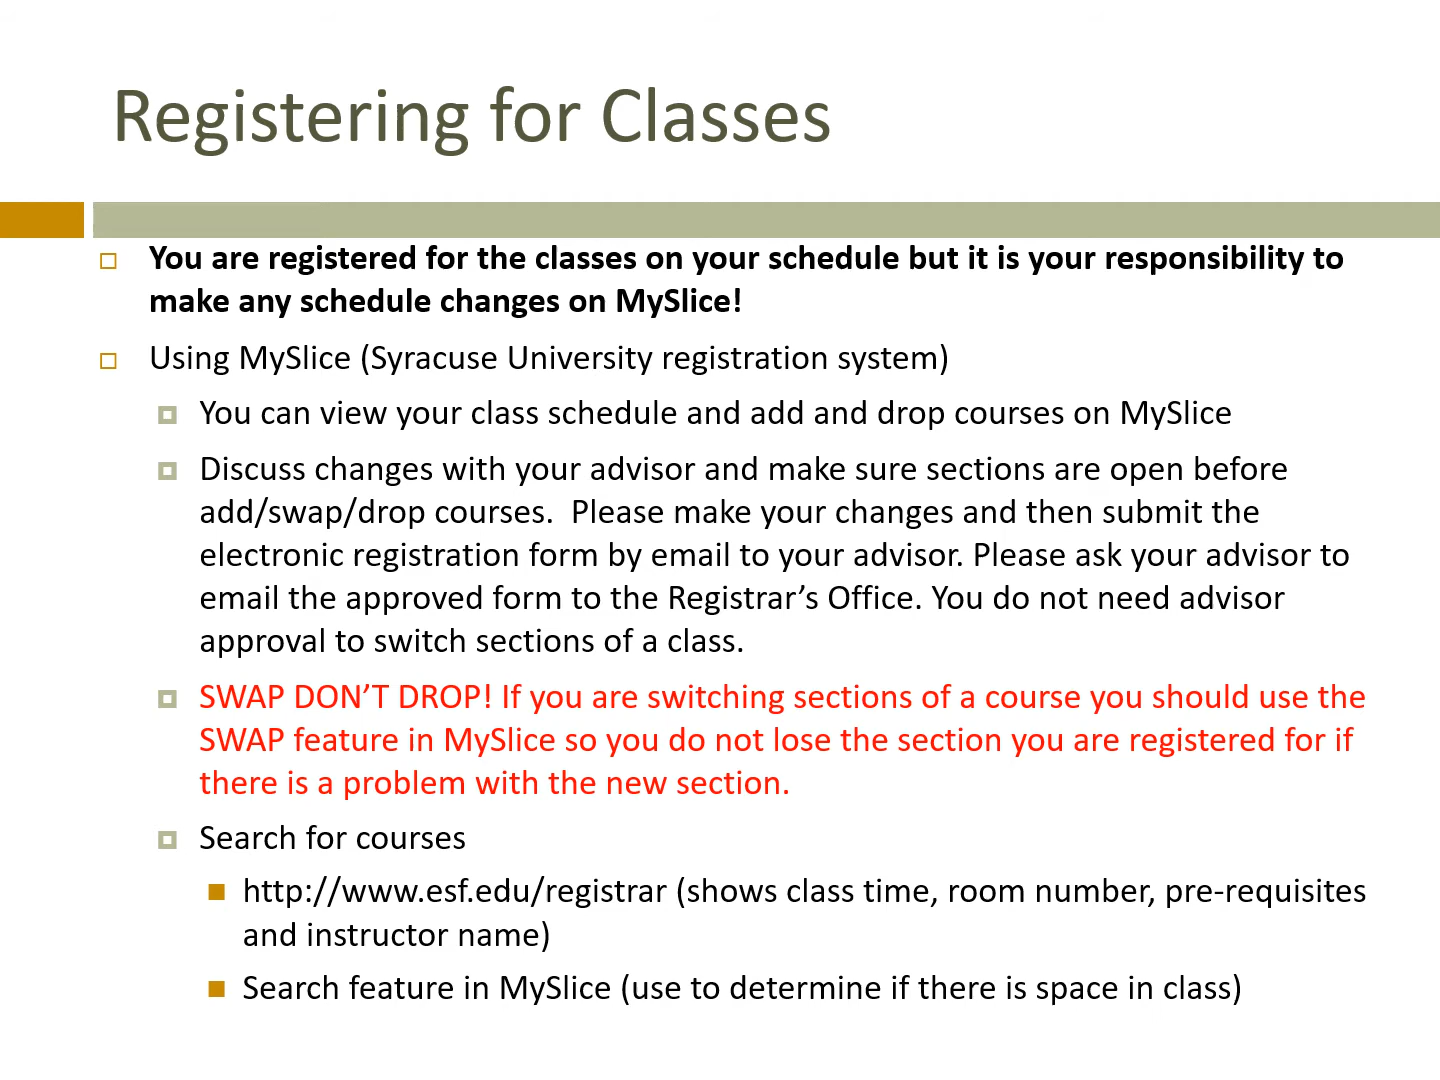 Registering for Classes
You are registered for the classes on your schedule but it is your responsibility to
make any schedule changes on MySlice!
Using MySlice (Syracuse University registration system)
You can view your class schedule and add and drop courses on MySlice
Discuss changes with your advisor and make sure sections are open before
add/swap/drop courses.  Please make your changes and then submit the
electronic registration form by email to your advisor. Please ask your advisor to
email the approved form to the Registrar’s Office. You do not need advisor
approval to switch sections of a class.
SWAP DON’T DROP! If you are switching sections of a course you should use the
SWAP feature in MySlice so you do not lose the section you are registered for if
there is a problem with the new section.
Search for courses
http://www.esf.edu/registrar (shows class time, room number, pre-requisites
and instructor name)
Search feature in MySlice (use to determine if there is space in class)